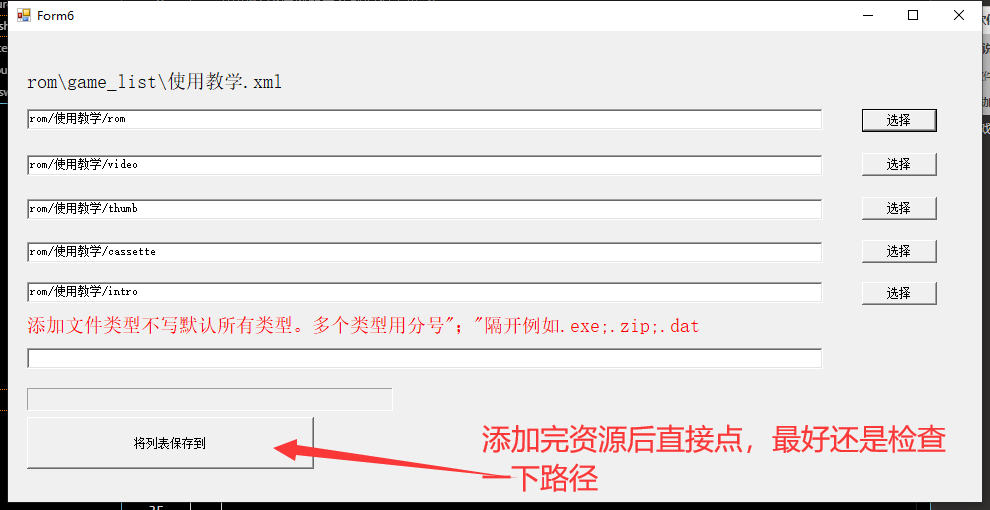 Form6
rom\game_list\使用教学.xml
rom/使用教学/rom
选择
rom/使用教学/video
选择
rom/使用教学/thumb
选择
rom/使用教学/cassette
选择
rom/使用教学/intro
选择
添加文件类型不写默认所有类型。多个类型用分号"; "隔开例如.exe;.zip;.dat
将列表保存到
添加完资源后直接点，最好还是检查
一下路径